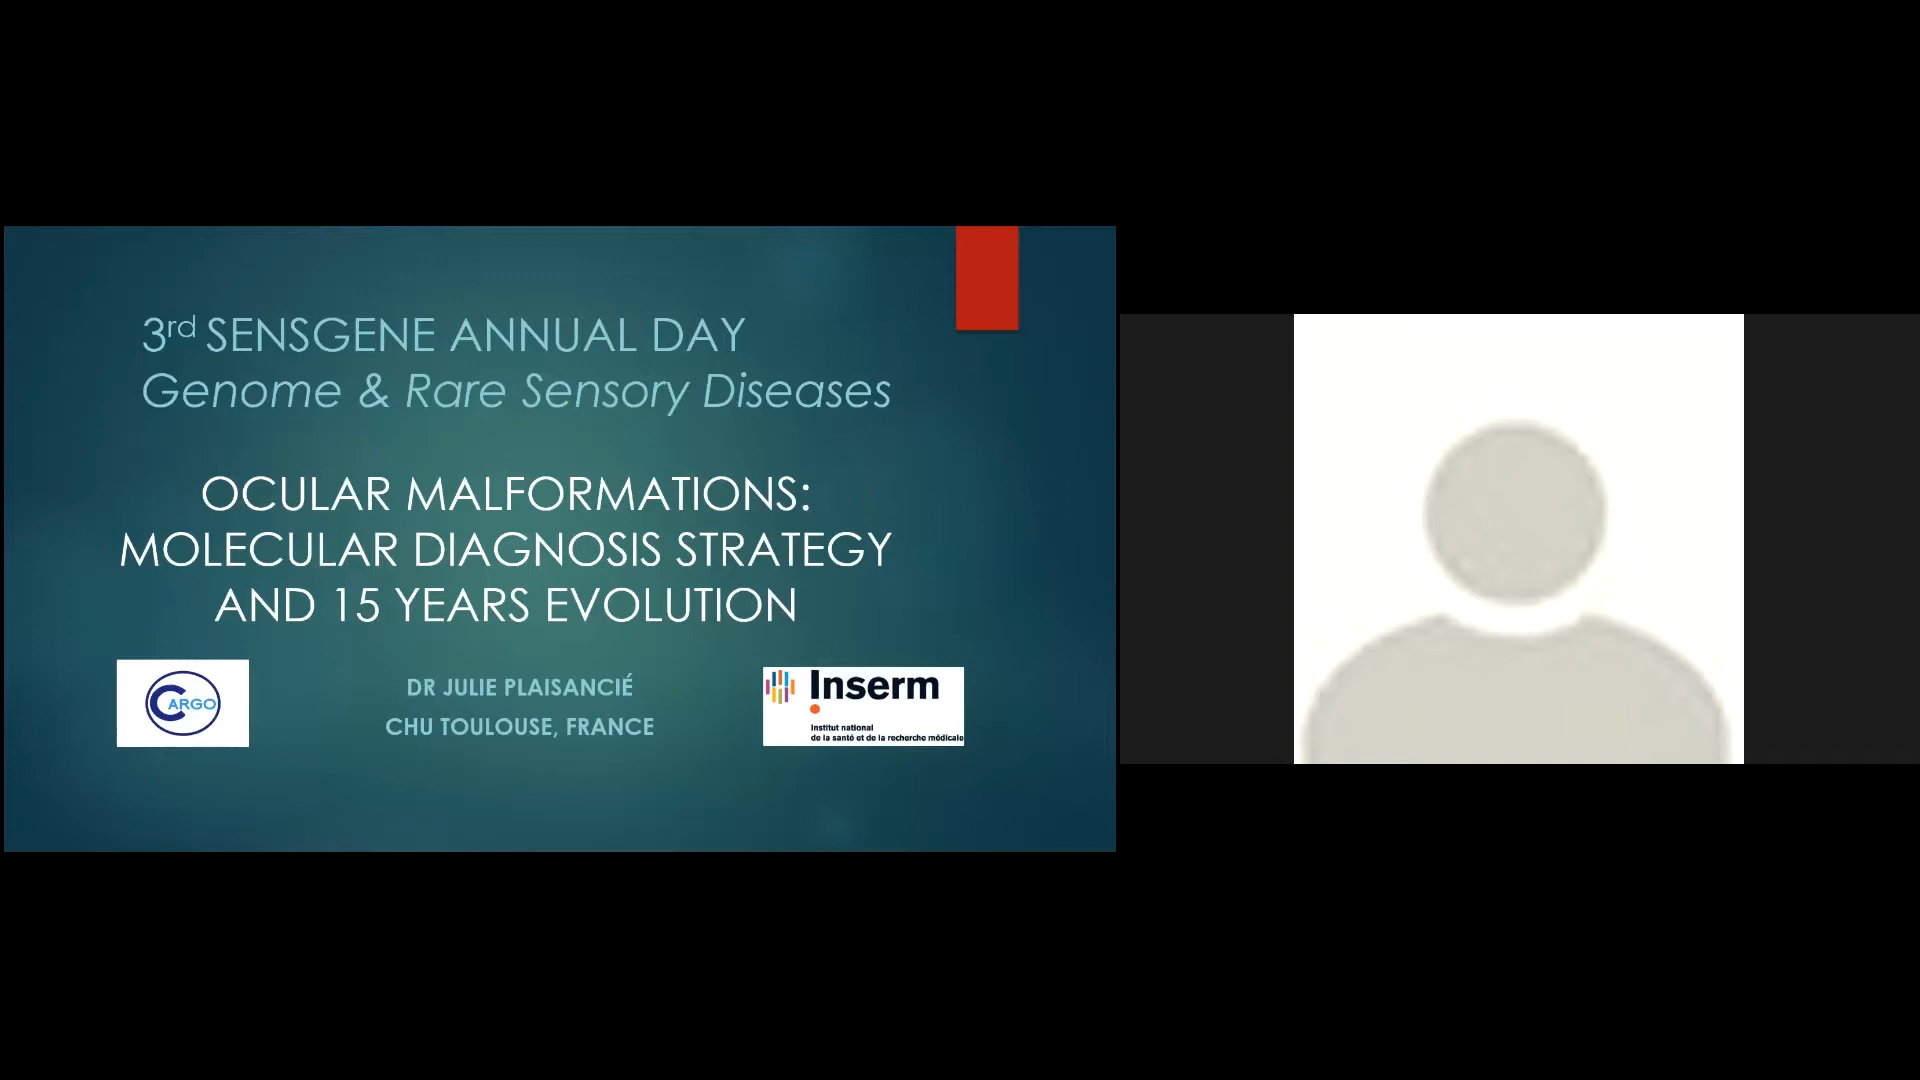 3rd SENSGENE ANNUAL DAY
Genome & Rare Sensory Diseases
OCULAR MALFORMATIONS:
MOLECULAR DIAGNOSIS STRATEGY
AND 15 YEARS EVOLUTION
CARGO
DR JULIE PLAISANCIÉ
CHU TOULOUSE, FRANCE
Inserm
Institut national
de la santé et de la recherche médicale